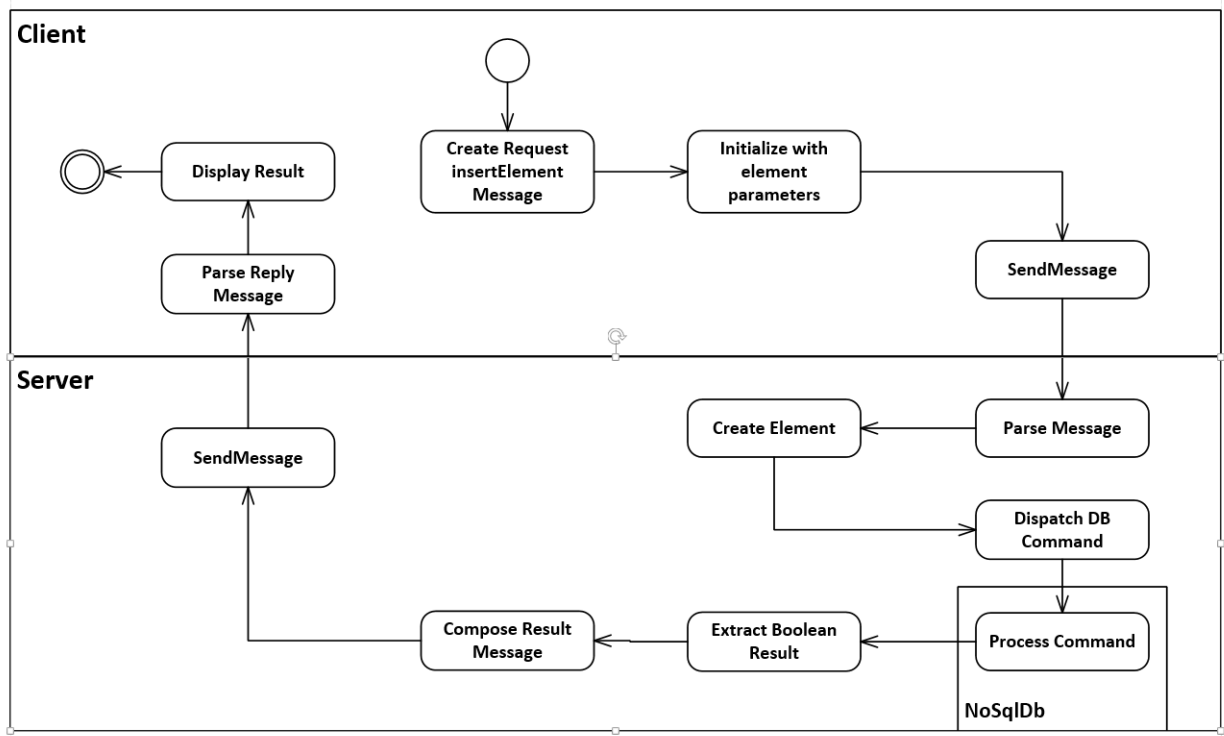 Client
Create Request
insertElement
Message
Initialize with
element
parameters
Display Result
Parse Reply
Message
SendMessage
Server
Create Element
Parse Message
SendMessage
Dispatch DB
Command
Compose Result
Message
Extract Boolean
Result
Process Command
NoSqlDb